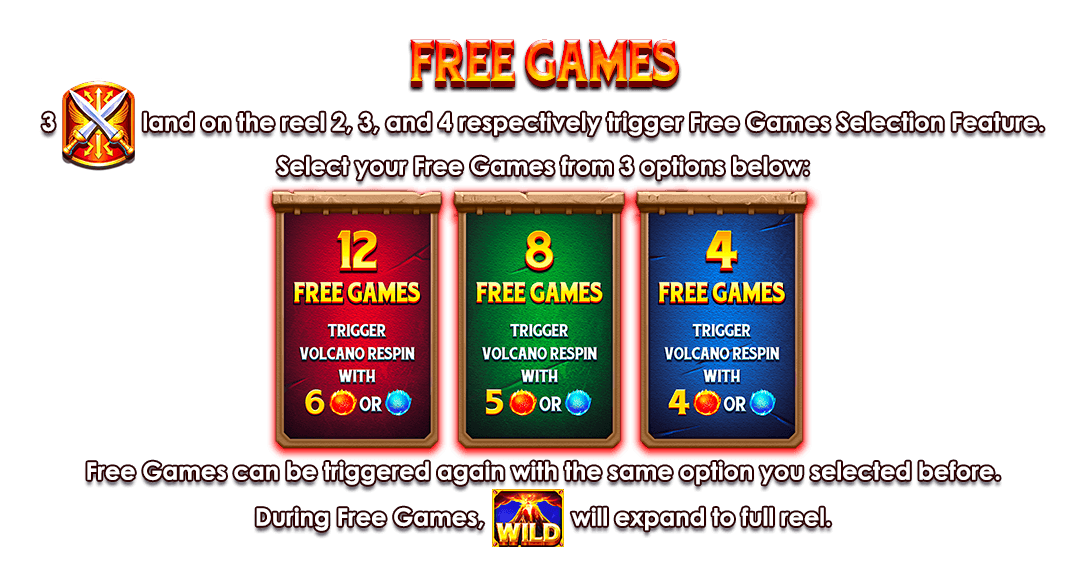 FREE GAMES
3 land on the reel 2, 3, and 4 respectively trigger Free Games Selection Feature.
Select your Free Games from 3 options below:
12
FREE GAMES
TRIGGER
VOLCANO RESPIN
WITH
6 OR
8
FREE GAMES
TRIGGER
VOLCANO RESPIN
WITH
5 OR
4
FREE GAMES
TRIGGER
VOLCANO RESPIN
WITH
4 OR
Free Games can be triggered again with the same option you selected before.
During Free Games, WILD will expand to full reel.